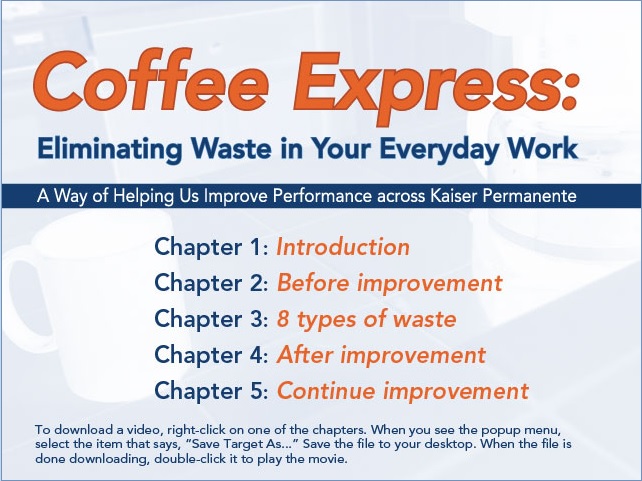 Coffee Express:
Eliminating Waste in Your Everyday Work
A Way of Helping Us Improve Performance across Kaiser Permanente
Chapter 1: Introduction
Chapter 2: Before improvement
Chapter 3: 8 types of waste
Chapter 4: After improvement
Chapter 5: Continue improvement
To download a video, right-click on one of the chapters. When you see the popup menu,
select the item that says, “Save Target As...” Save the file to your desktop. When the file is
done downloading, double-click it to play the movie.